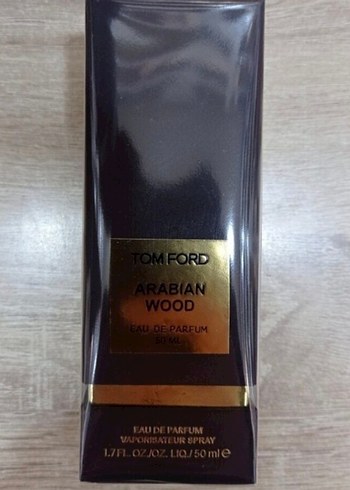 TOM FORD
ARABIAN
WOOD
EAU DE PARFUM
50 ML
EAU DE PARFUM
VAPORISATEUR SPRAY
1.7 FL. OZ./OZ. LIQ./50 ml ℮